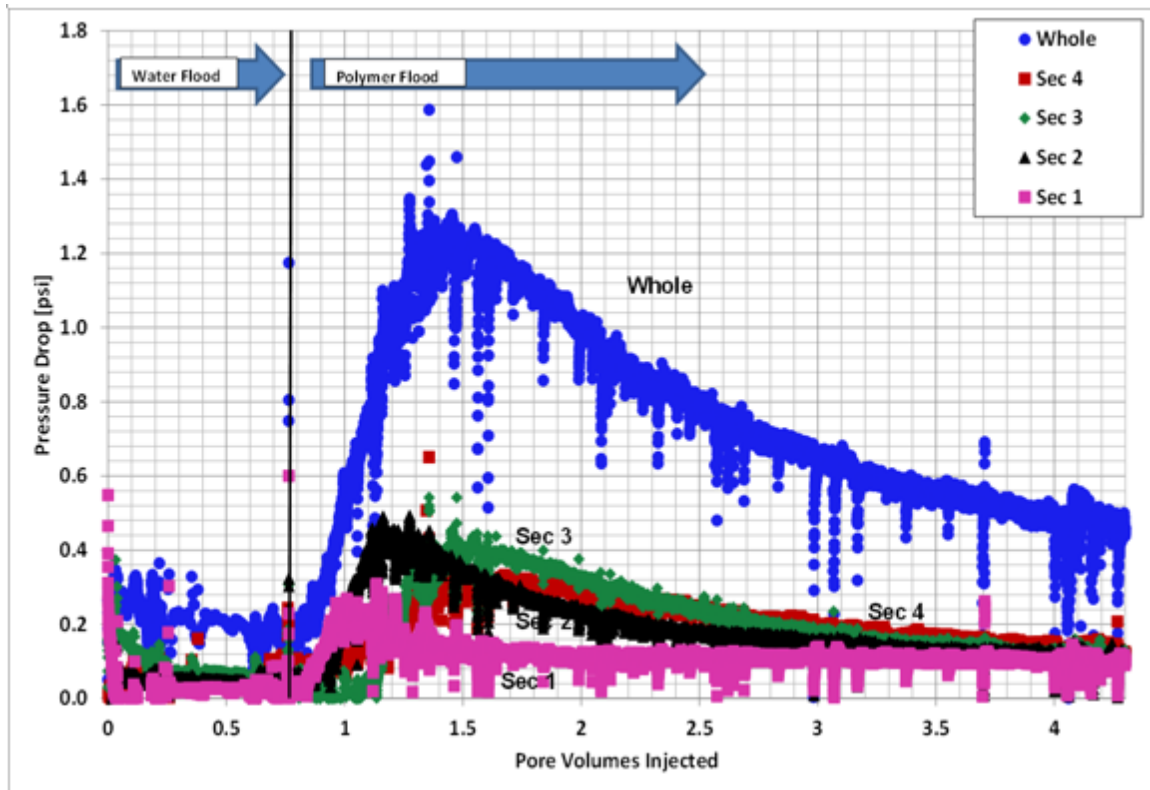 1.8
1.6
1.4
1.2
1.0
0.8
0.6
0.4
0.2
0.0
Pressure Drop [psi]
Water Flood
Polymer Flood
Whole
Sec 4
Sec 3
Sec 2
Sec 1
Whole
Sec 3
Sec 4
Sec 2
Sec 1
0 0.5 1 1.5 2 2.5 3 3.5 4
Pore Volumes Injected